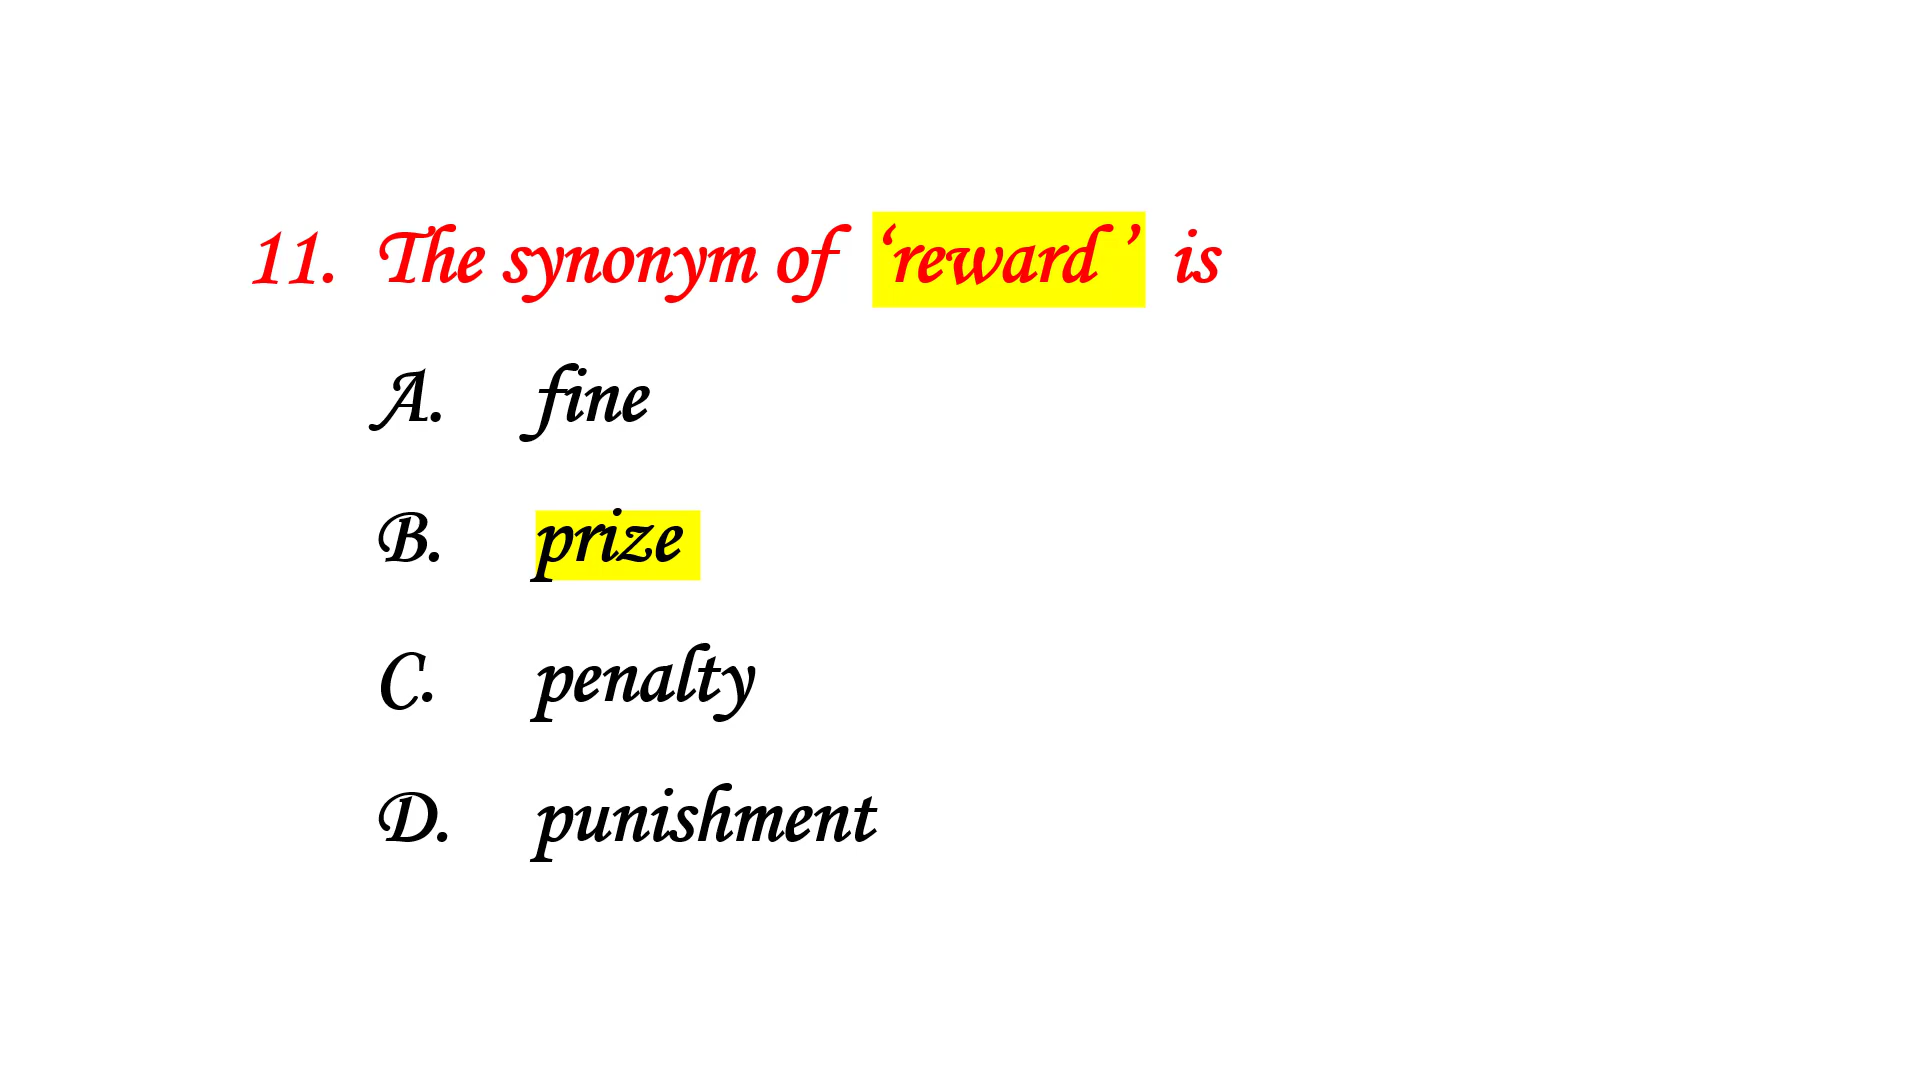 11. The synonym of ‘reward ’ is
A. fine
B. prize
C. penalty
D. punishment